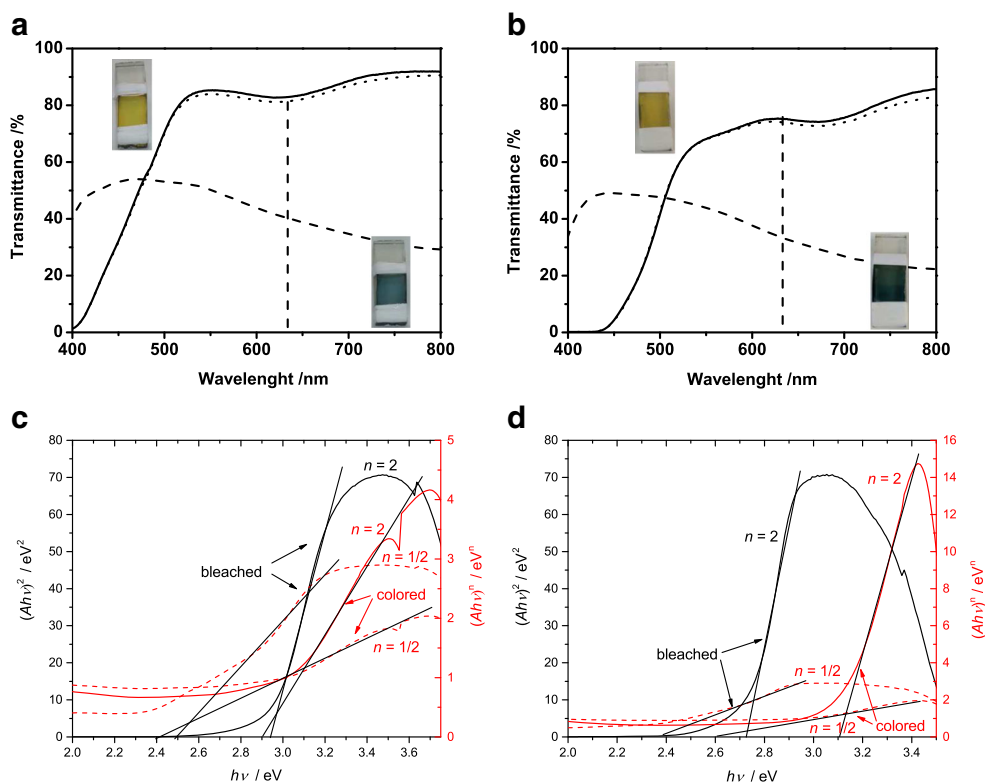 a
100
80
60
40
20
0
Transmittance /%
400 500 600 700 800
Wavelenght /nm
b
100
80
60
40
20
0
Transmittance /%
400 500 600 700 800
Wavelenght /nm
c
80
70
60
50
40
30
20
10
0
(Ahν)² / eV²
n = 2
n = 2
n = 1/2
bleached
colored
n = 1/2
5
4
3
2
1
0
(Ahν)ⁿ / eVⁿ
2.0 2.2 2.4 2.6 2.8 3.0 3.2 3.4 3.6
hν / eV
d
80
70
60
50
40
30
20
10
0
(Ahν)² / eV²
n = 2
n = 2
bleached
n = 1/2
colored
n = 1/2
16
14
12
10
8
6
4
2
0
(Ahν)ⁿ / eVⁿ
2.0 2.2 2.4 2.6 2.8 3.0 3.2 3.4
hν / eV